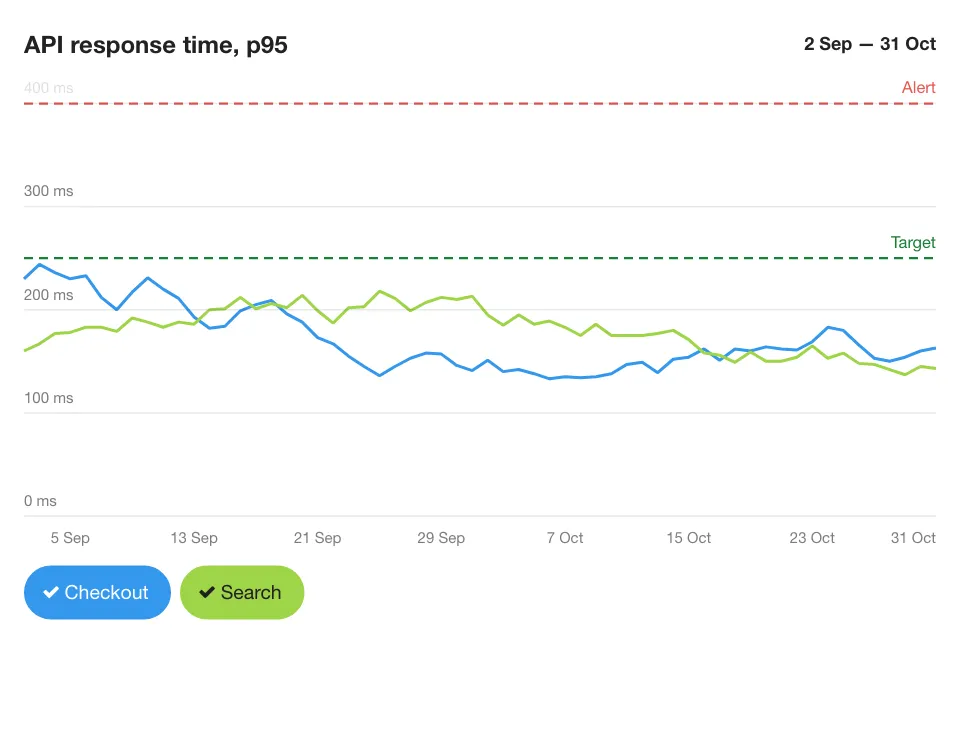 API response time, p95
2 Sep — 31 Oct
400 ms
Alert
300 ms
Target
200 ms
100 ms
0 ms
5 Sep 13 Sep 21 Sep 29 Sep 7 Oct 15 Oct 23 Oct 31 Oct
Checkout Search